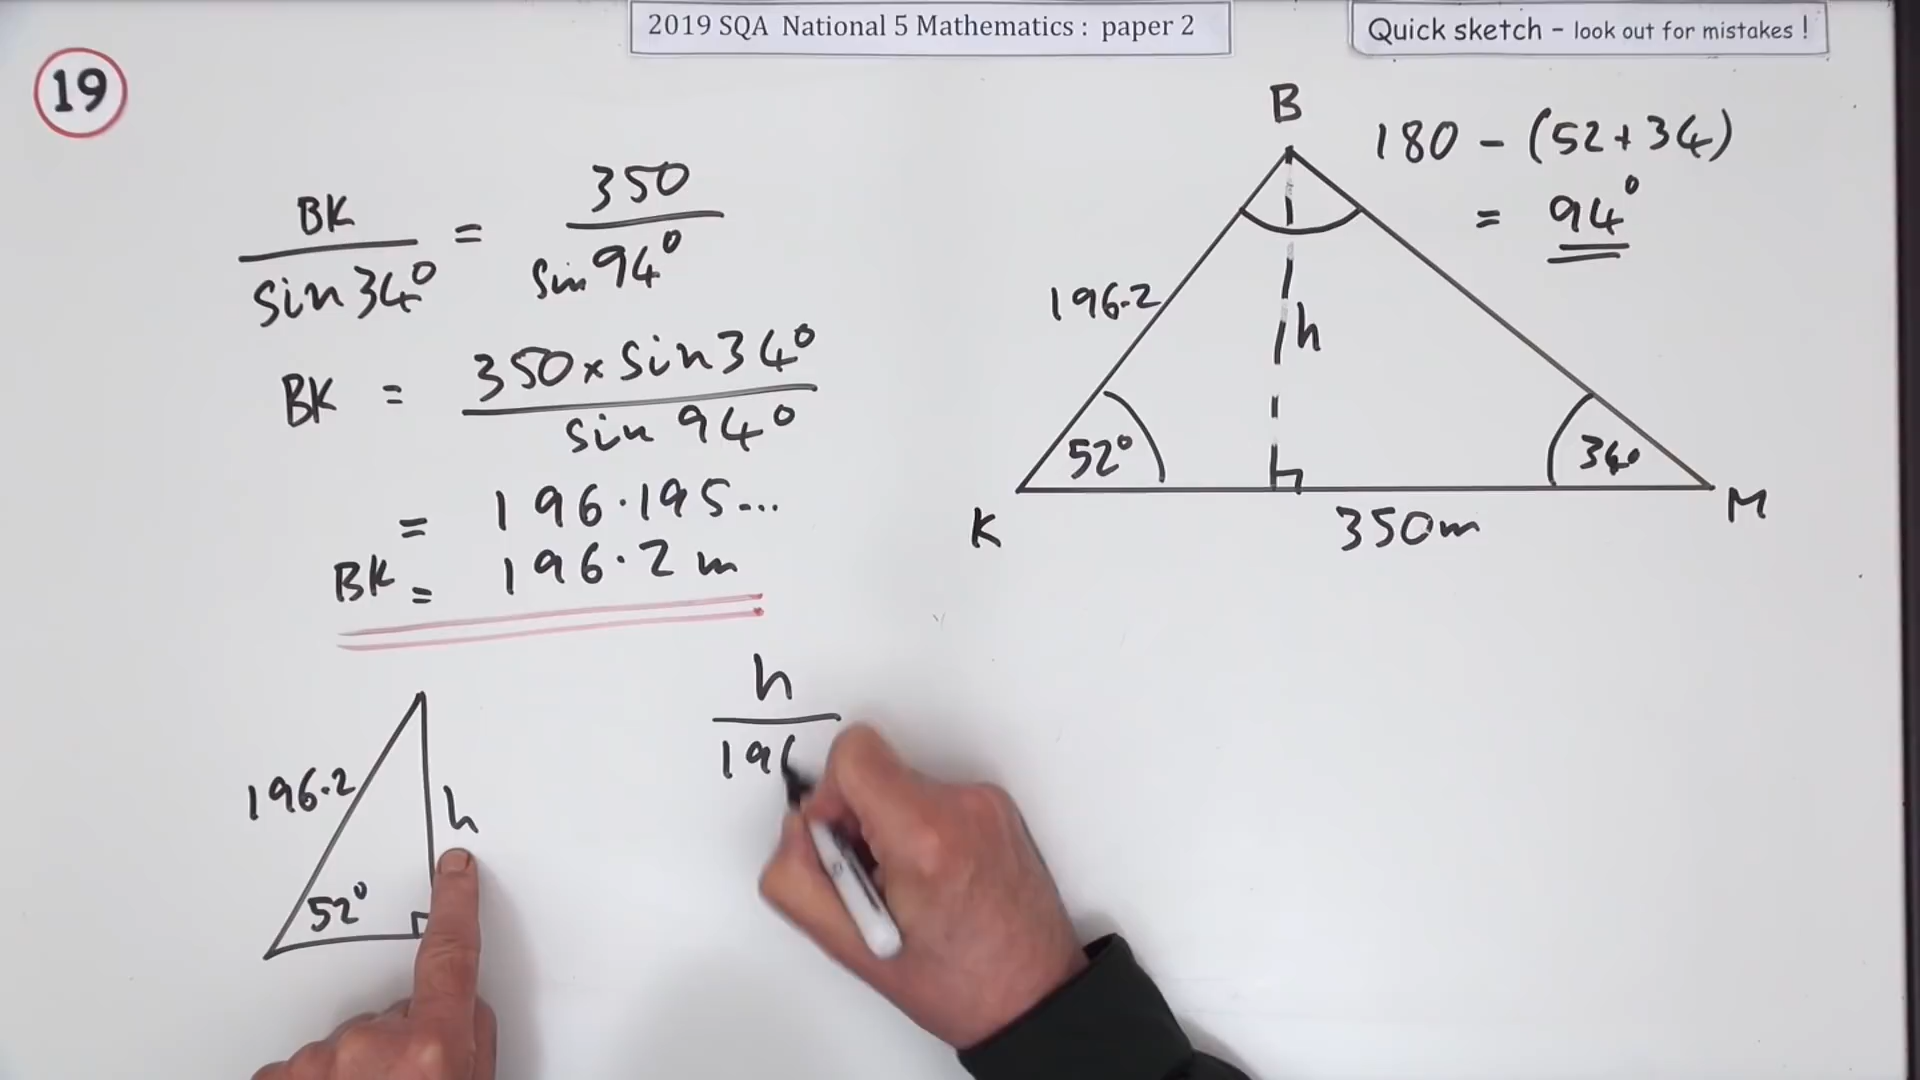 2019 SQA National 5 Mathematics : paper 2
Quick sketch – look out for mistakes !
19
BK / sin 34° = 350 / sin 94°
BK = 350 × sin 34° / sin 94°
= 196.195...
BK = 196.2 m
B
180 - (52 + 34)
= 94°
196.2
h
52°
34°
K
350m
M
196.2
h
52°
h
196